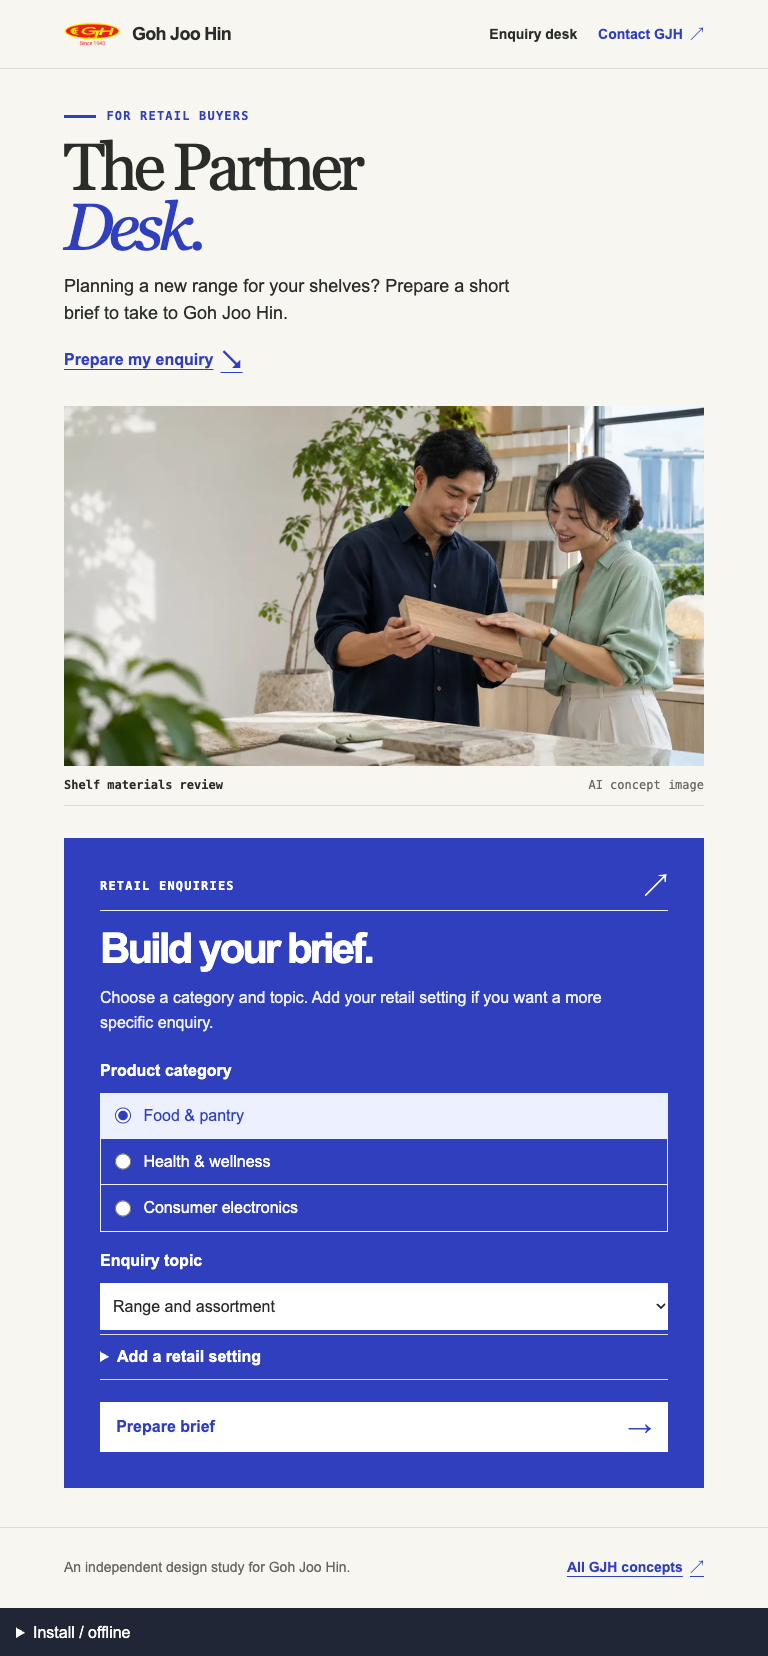 GJH
Since 1943
Goh Joo Hin
Enquiry desk
Contact GJH ↗
FOR RETAIL BUYERS
The Partner
Desk.
Planning a new range for your shelves? Prepare a short
brief to take to Goh Joo Hin.
Prepare my enquiry ↘
Shelf materials review
AI concept image
RETAIL ENQUIRIES ↗
Build your brief.
Choose a category and topic. Add your retail setting if you want a more
specific enquiry.
Product category
Food & pantry
Health & wellness
Consumer electronics
Enquiry topic
Range and assortment
Add a retail setting
Prepare brief →
An independent design study for Goh Joo Hin.
All GJH concepts ↗
Install / offline